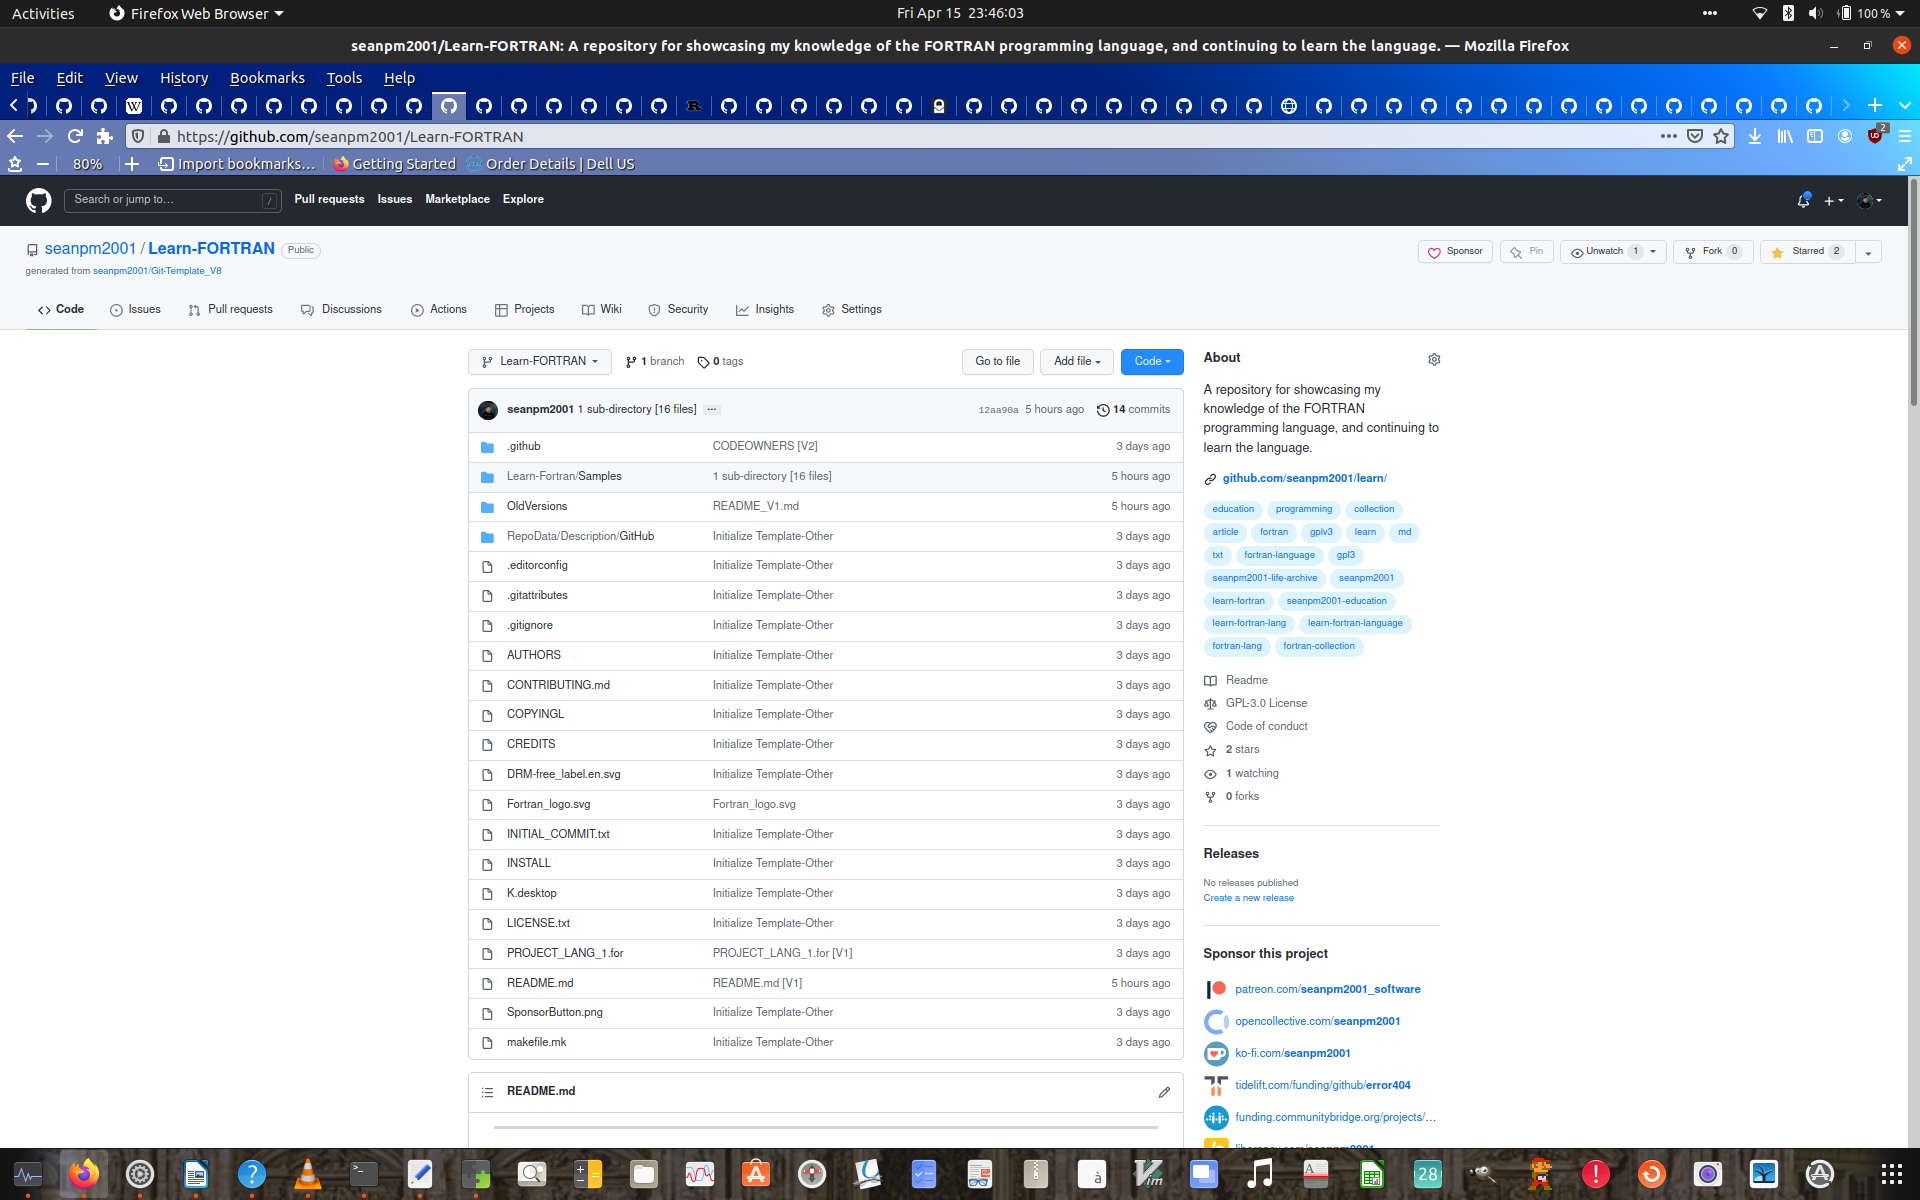 Activities
Firefox Web Browser
Fri Apr 15 23:46:03
100 %
seanpm2001/Learn-FORTRAN: A repository for showcasing my knowledge of the FORTRAN programming language, and continuing to learn the language. — Mozilla Firefox
File Edit View History Bookmarks Tools Help
https://github.com/seanpm2001/Learn-FORTRAN
2
80%
Import bookmarks…
Getting Started
Order Details | Dell US
Search or jump to…
/
Pull requests Issues Marketplace Explore
seanpm2001 / Learn-FORTRAN Public
generated from seanpm2001/Git-Template_V8
Sponsor
Pin
Unwatch 1
Fork 0
Starred 2
Code Issues Pull requests Discussions Actions Projects Wiki Security Insights Settings
Learn-FORTRAN
1 branch
0 tags
Go to file
Add file
Code
seanpm2001 1 sub-directory [16 files] ...
12aa90a 5 hours ago 14 commits
.github CODEOWNERS [V2] 3 days ago
Learn-Fortran/Samples 1 sub-directory [16 files] 5 hours ago
OldVersions README_V1.md 5 hours ago
RepoData/Description/GitHub Initialize Template-Other 3 days ago
.editorconfig Initialize Template-Other 3 days ago
.gitattributes Initialize Template-Other 3 days ago
.gitignore Initialize Template-Other 3 days ago
AUTHORS Initialize Template-Other 3 days ago
CONTRIBUTING.md Initialize Template-Other 3 days ago
COPYINGL Initialize Template-Other 3 days ago
CREDITS Initialize Template-Other 3 days ago
DRM-free_label.en.svg Initialize Template-Other 3 days ago
Fortran_logo.svg Fortran_logo.svg 3 days ago
INITIAL_COMMIT.txt Initialize Template-Other 3 days ago
INSTALL Initialize Template-Other 3 days ago
K.desktop Initialize Template-Other 3 days ago
LICENSE.txt Initialize Template-Other 3 days ago
PROJECT_LANG_1.for PROJECT_LANG_1.for [V1] 3 days ago
README.md README.md [V1] 5 hours ago
SponsorButton.png Initialize Template-Other 3 days ago
makefile.mk Initialize Template-Other 3 days ago
README.md
About
A repository for showcasing my
knowledge of the FORTRAN
programming language, and continuing to
learn the language.
github.com/seanpm2001/learn/
education programming collection
article fortran gplv3 learn md
txt fortran-language gpl3
seanpm2001-life-archive seanpm2001
learn-fortran seanpm2001-education
learn-fortran-lang learn-fortran-language
fortran-lang fortran-collection
Readme
GPL-3.0 License
Code of conduct
2 stars
1 watching
0 forks
Releases
No releases published
Create a new release
Sponsor this project
patreon.com/seanpm2001_software
opencollective.com/seanpm2001
ko-fi.com/seanpm2001
tidelift.com/funding/github/error404
funding.communitybridge.org/projects/…
28